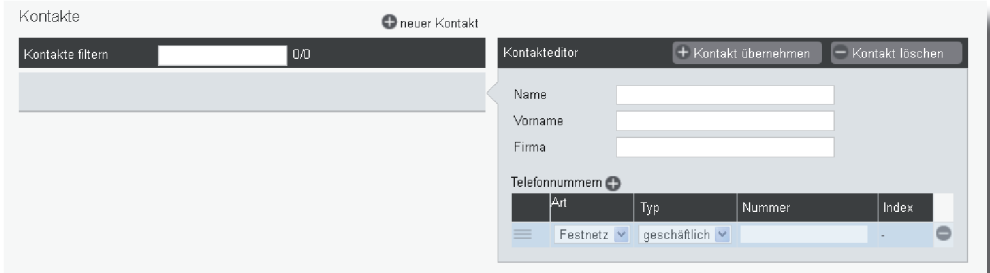 Kontakte
neuer Kontakt
Kontakte filtern 0/0
Kontakteditor Kontakt übernehmen Kontakt löschen
Name
Vorname
Firma
Telefonnummern
Art Typ Nummer Index
Festnetz geschäftlich -